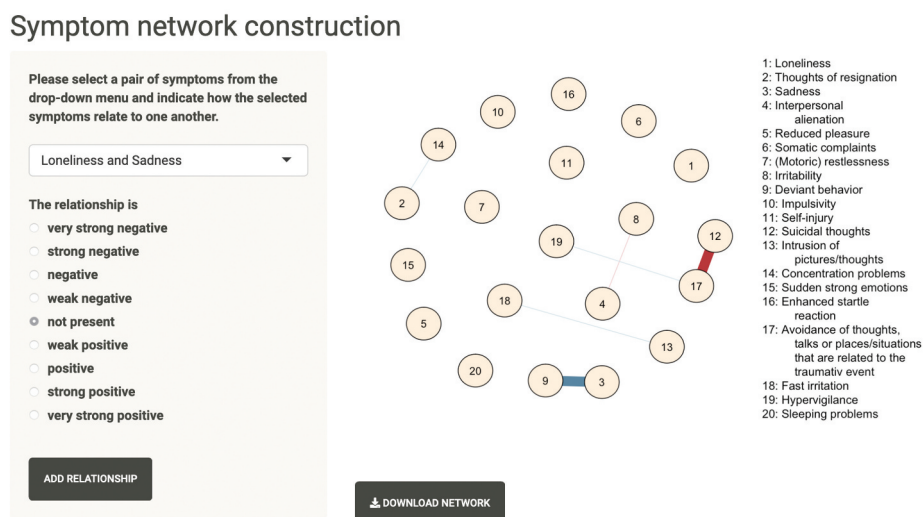 Symptom network construction
Please select a pair of symptoms from the
drop-down menu and indicate how the selected
symptoms relate to one another.
Loneliness and Sadness
The relationship is
very strong negative
strong negative
negative
weak negative
not present
weak positive
positive
strong positive
very strong positive
ADD RELATIONSHIP
16
10
6
14
11
1
2
7
8
12
19
15
17
18
4
5
13
20
9
3
DOWNLOAD NETWORK
1: Loneliness
2: Thoughts of resignation
3: Sadness
4: Interpersonal
alienation
5: Reduced pleasure
6: Somatic complaints
7: (Motoric) restlessness
8: Irritability
9: Deviant behavior
10: Impulsivity
11: Self-injury
12: Suicidal thoughts
13: Intrusion of
pictures/thoughts
14: Concentration problems
15: Sudden strong emotions
16: Enhanced startle
reaction
17: Avoidance of thoughts,
talks or places/situations
that are related to the
traumativ event
18: Fast irritation
19: Hypervigilance
20: Sleeping problems